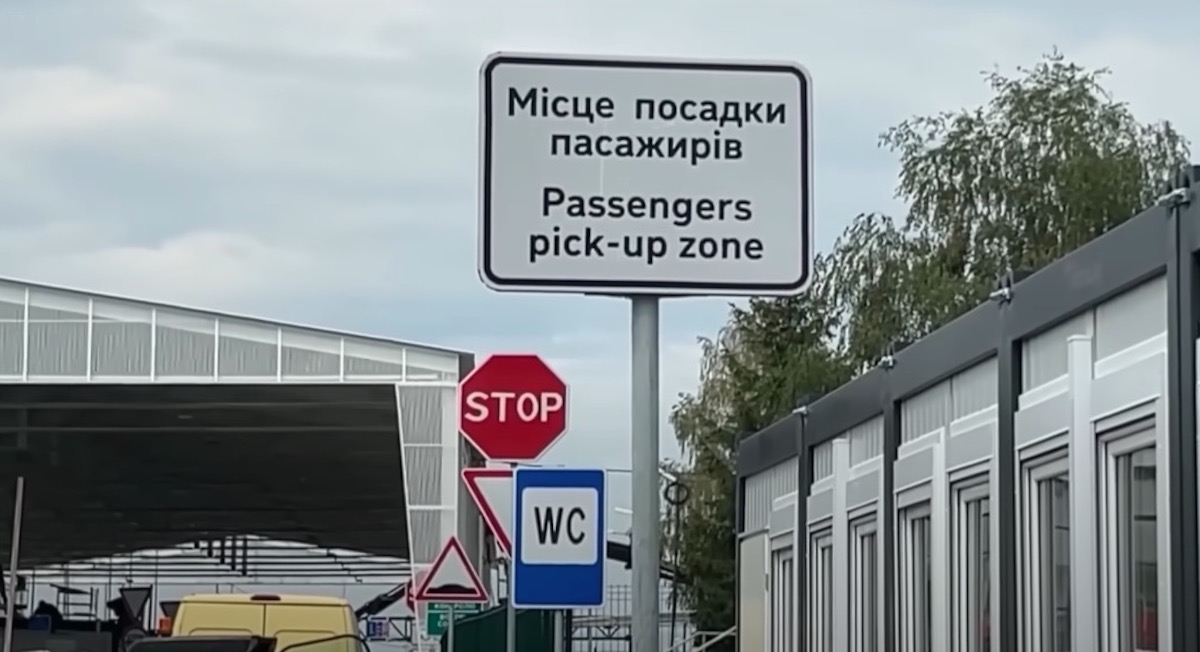 Місце посадки
пасажирів
Passengers
pick-up zone
STOP
WC